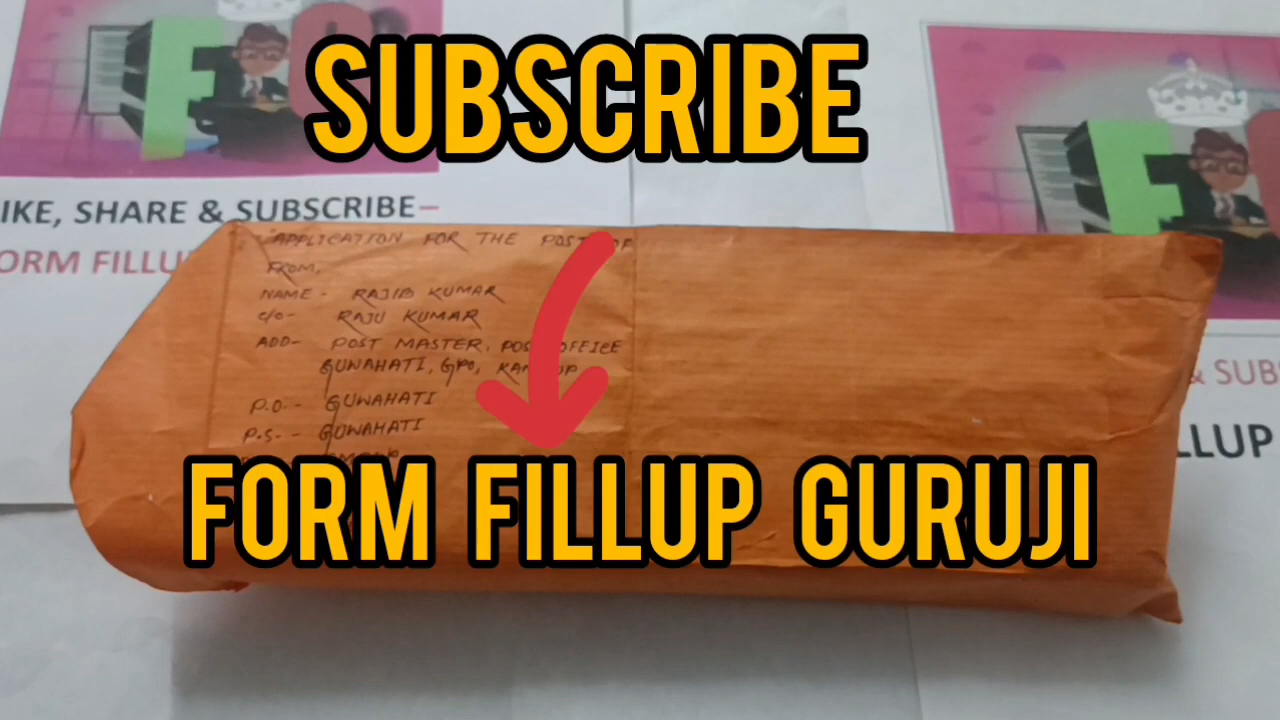 SUBSCRIBE
IKE, SHARE & SUBSCRIBE–
ORM FILLU
APPLICATION FOR THE POST OF
FROM,
NAME - RAJIB KUMAR
C/O- RAJU KUMAR
ADD- POST MASTER, POST OFFICE
GUWAHATI, GPO,
P.O.- GUWAHATI
P.S.- GUWAHATI
& SUB
LLUP
FORM FILLUP GURUJI